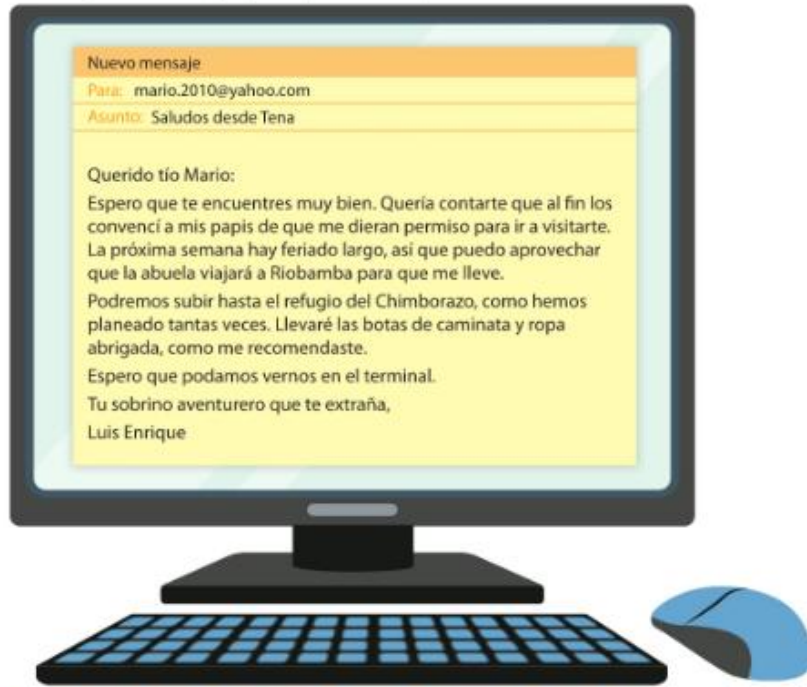 Nuevo mensaje
Para: mario.2010@yahoo.com
Asunto: Saludos desde Tena
Querido tío Mario:
Espero que te encuentres muy bien. Quería contarte que al fin los
convencí a mis papis de que me dieran permiso para ir a visitarte.
La próxima semana hay feriado largo, así que puedo aprovechar
que la abuela viajará a Riobamba para que me lleve.
Podremos subir hasta el refugio del Chimborazo, como hemos
planeado tantas veces. Llevaré las botas de caminata y ropa
abrigada, como me recomendaste.
Espero que podamos vernos en el terminal.
Tu sobrino aventurero que te extraña,
Luis Enrique